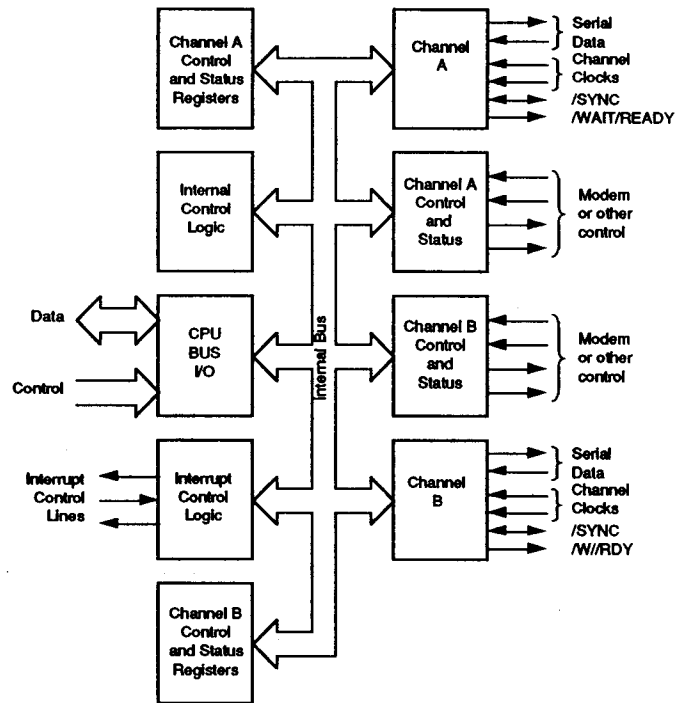 Channel A
Control
and Status
Registers
Channel
A
Serial
Data
Channel
Clocks
/SYNC
/WAIT/READY
Internal
Control
Logic
Channel A
Control
and
Status
Modem
or other
control
Data
Control
CPU
BUS
I/O
Internal Bus
Channel B
Control
and
Status
Modem
or other
control
Interrupt
Control
Lines
Interrupt
Control
Logic
Channel
B
Serial
Data
Channel
Clocks
/SYNC
/W//RDY
Channel B
Control
and Status
Registers